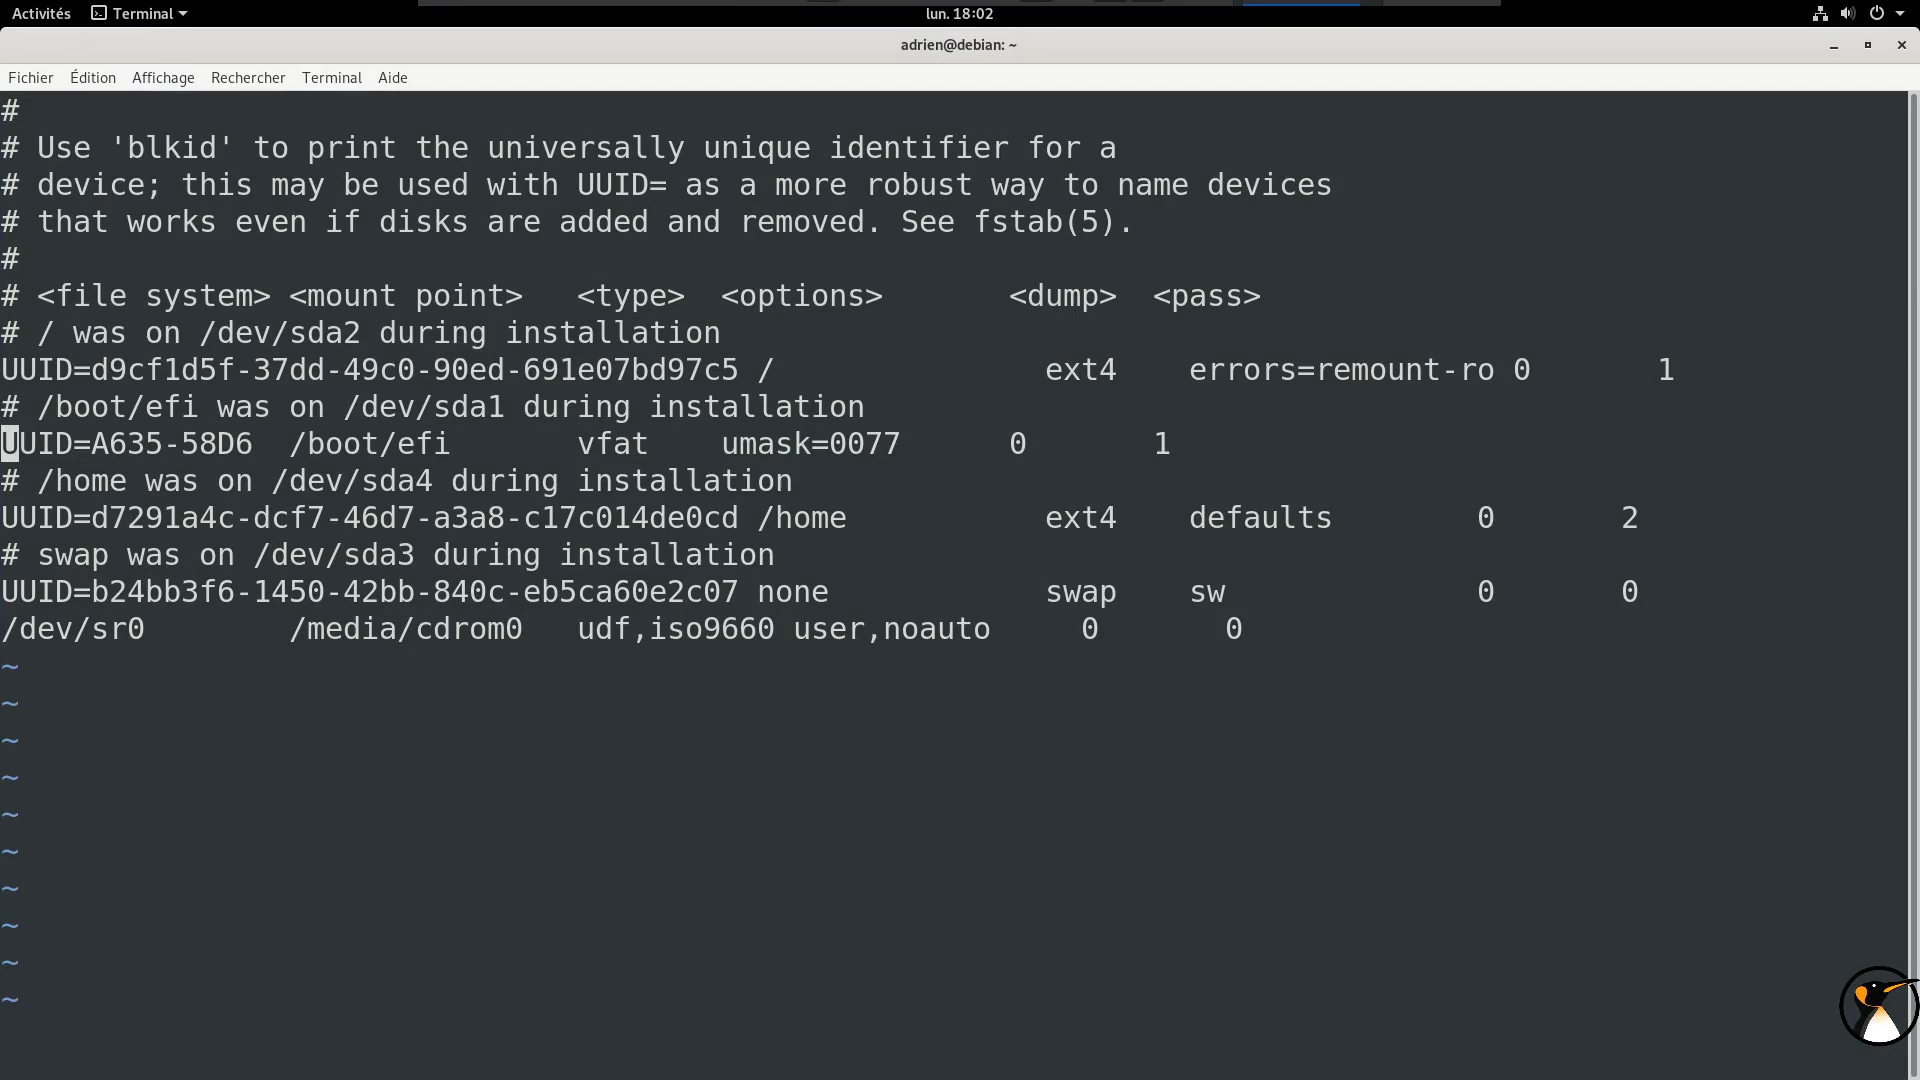 Activités Terminal lun. 18:02
adrien@debian: ~
Fichier Édition Affichage Rechercher Terminal Aide
#
# Use 'blkid' to print the universally unique identifier for a
# device; this may be used with UUID= as a more robust way to name devices
# that works even if disks are added and removed. See fstab(5).
#
# <file system> <mount point>   <type>  <options>       <dump>  <pass>
# / was on /dev/sda2 during installation
UUID=d9cf1d5f-37dd-49c0-90ed-691e07bd97c5 /               ext4    errors=remount-ro 0       1
# /boot/efi was on /dev/sda1 during installation
UUID=A635-58D6  /boot/efi       vfat    umask=0077      0       1
# /home was on /dev/sda4 during installation
UUID=d7291a4c-dcf7-46d7-a3a8-c17c014de0cd /home           ext4    defaults        0       2
# swap was on /dev/sda3 during installation
UUID=b24bb3f6-1450-42bb-840c-eb5ca60e2c07 none            swap    sw              0       0
/dev/sr0        /media/cdrom0   udf,iso9660 user,noauto     0       0
~
~
~
~
~
~
~
~
~
~